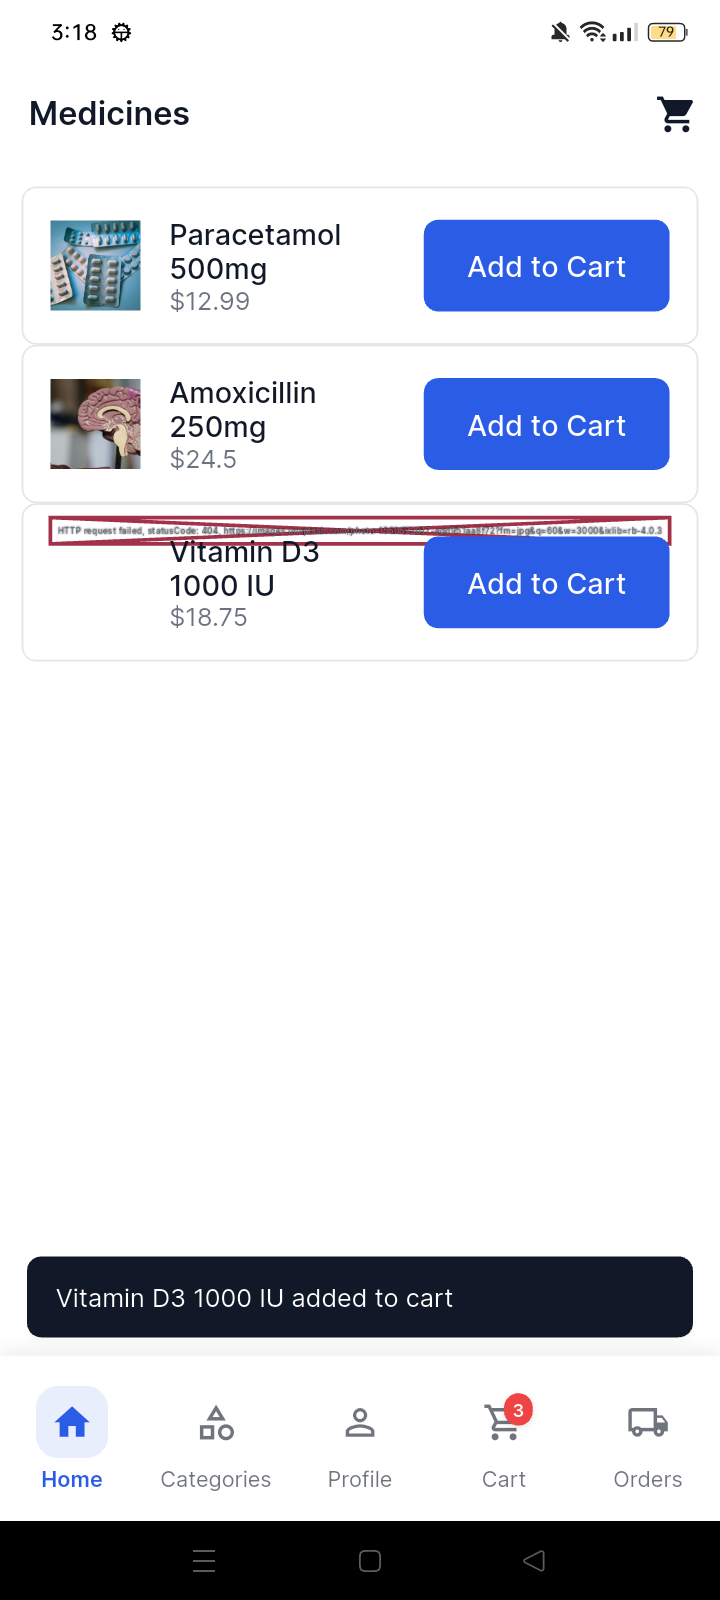 3:18
79
Medicines
Paracetamol
500mg
$12.99
Add to Cart
Amoxicillin
250mg
$24.5
Add to Cart
HTTP request failed, statusCode: 404,
fm=jpg&q=60&w=3000&ixlib=rb-4.0.3
Vitamin D3
1000 IU
$18.75
Add to Cart
Vitamin D3 1000 IU added to cart
3
Home
Categories
Profile
Cart
Orders